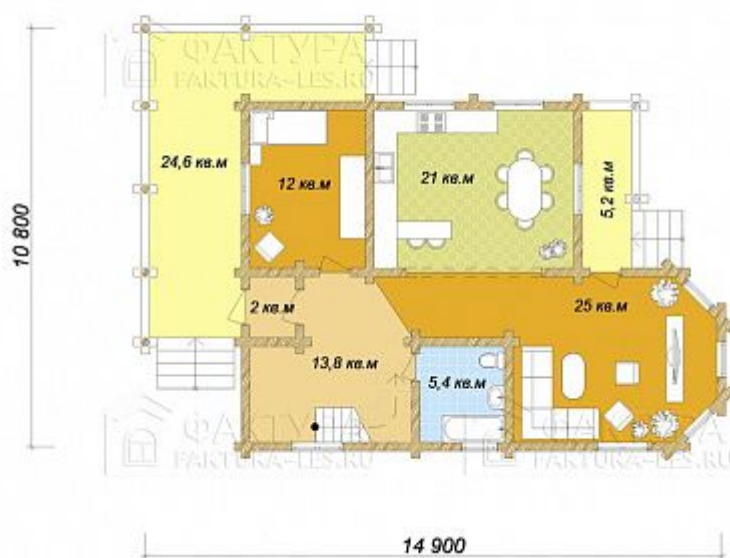 ФАКТУРА
FAKTURA-LES.RU
24,6 кв.м
12 кв.м
21 кв.м
5,2 кв.м
10 800
2 кв.м
25 кв.м
13,8 кв.м
5,4 кв.м
ФАКТУРА
FAKTURA-LES.RU
ФАКТУРА
FAKTURA-LES.RU
14 900